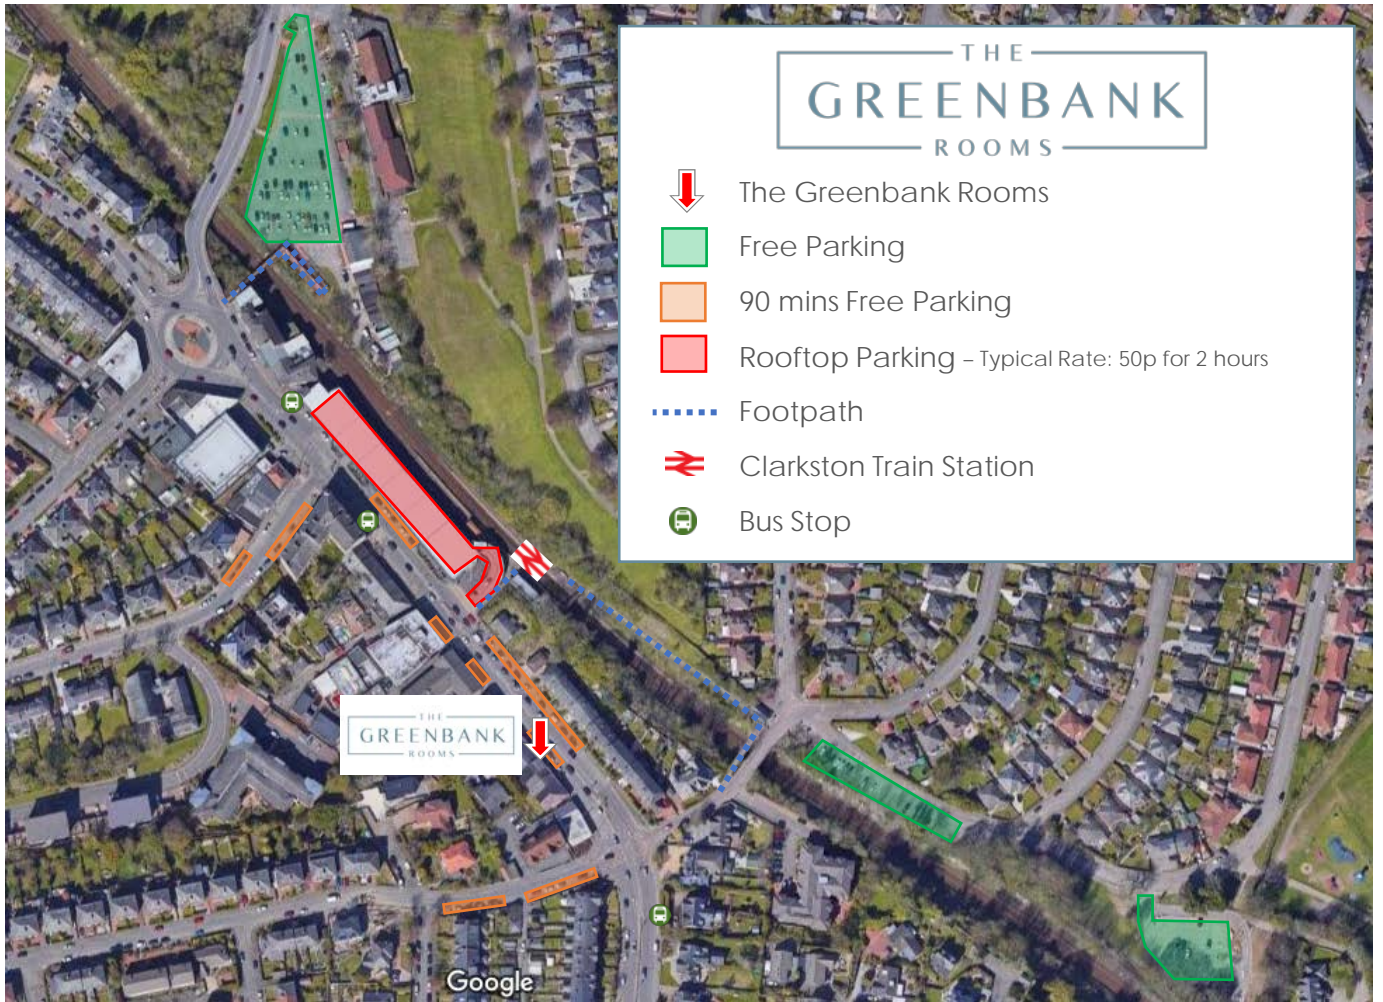 THE
GREENBANK
ROOMS
The Greenbank Rooms
Free Parking
90 mins Free Parking
Rooftop Parking – Typical Rate: 50p for 2 hours
Footpath
Clarkston Train Station
Bus Stop
THE
GREENBANK
ROOMS
Google